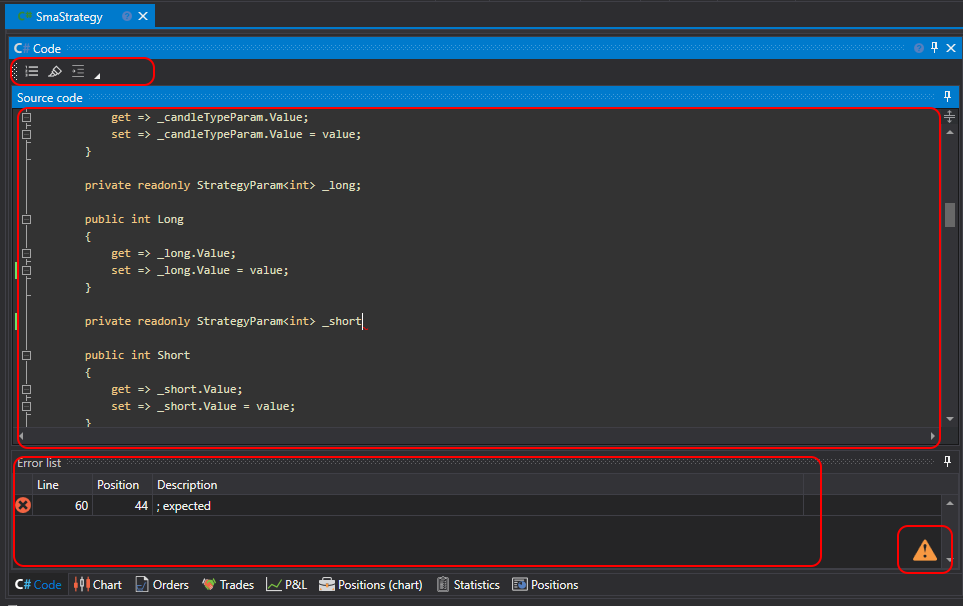 C# SmaStrategy
C# Code
Source code
get => _candleTypeParam.Value;
set => _candleTypeParam.Value = value;
}
private readonly StrategyParam<int> _long;
public int Long
{
get => _long.Value;
set => _long.Value = value;
}
private readonly StrategyParam<int> _short
public int Short
{
get => _short.Value;
set => _short.Value = value;
}
Error list
Line Position Description
60 44 ; expected
C# Code Chart Orders Trades P&L Positions (chart) Statistics Positions